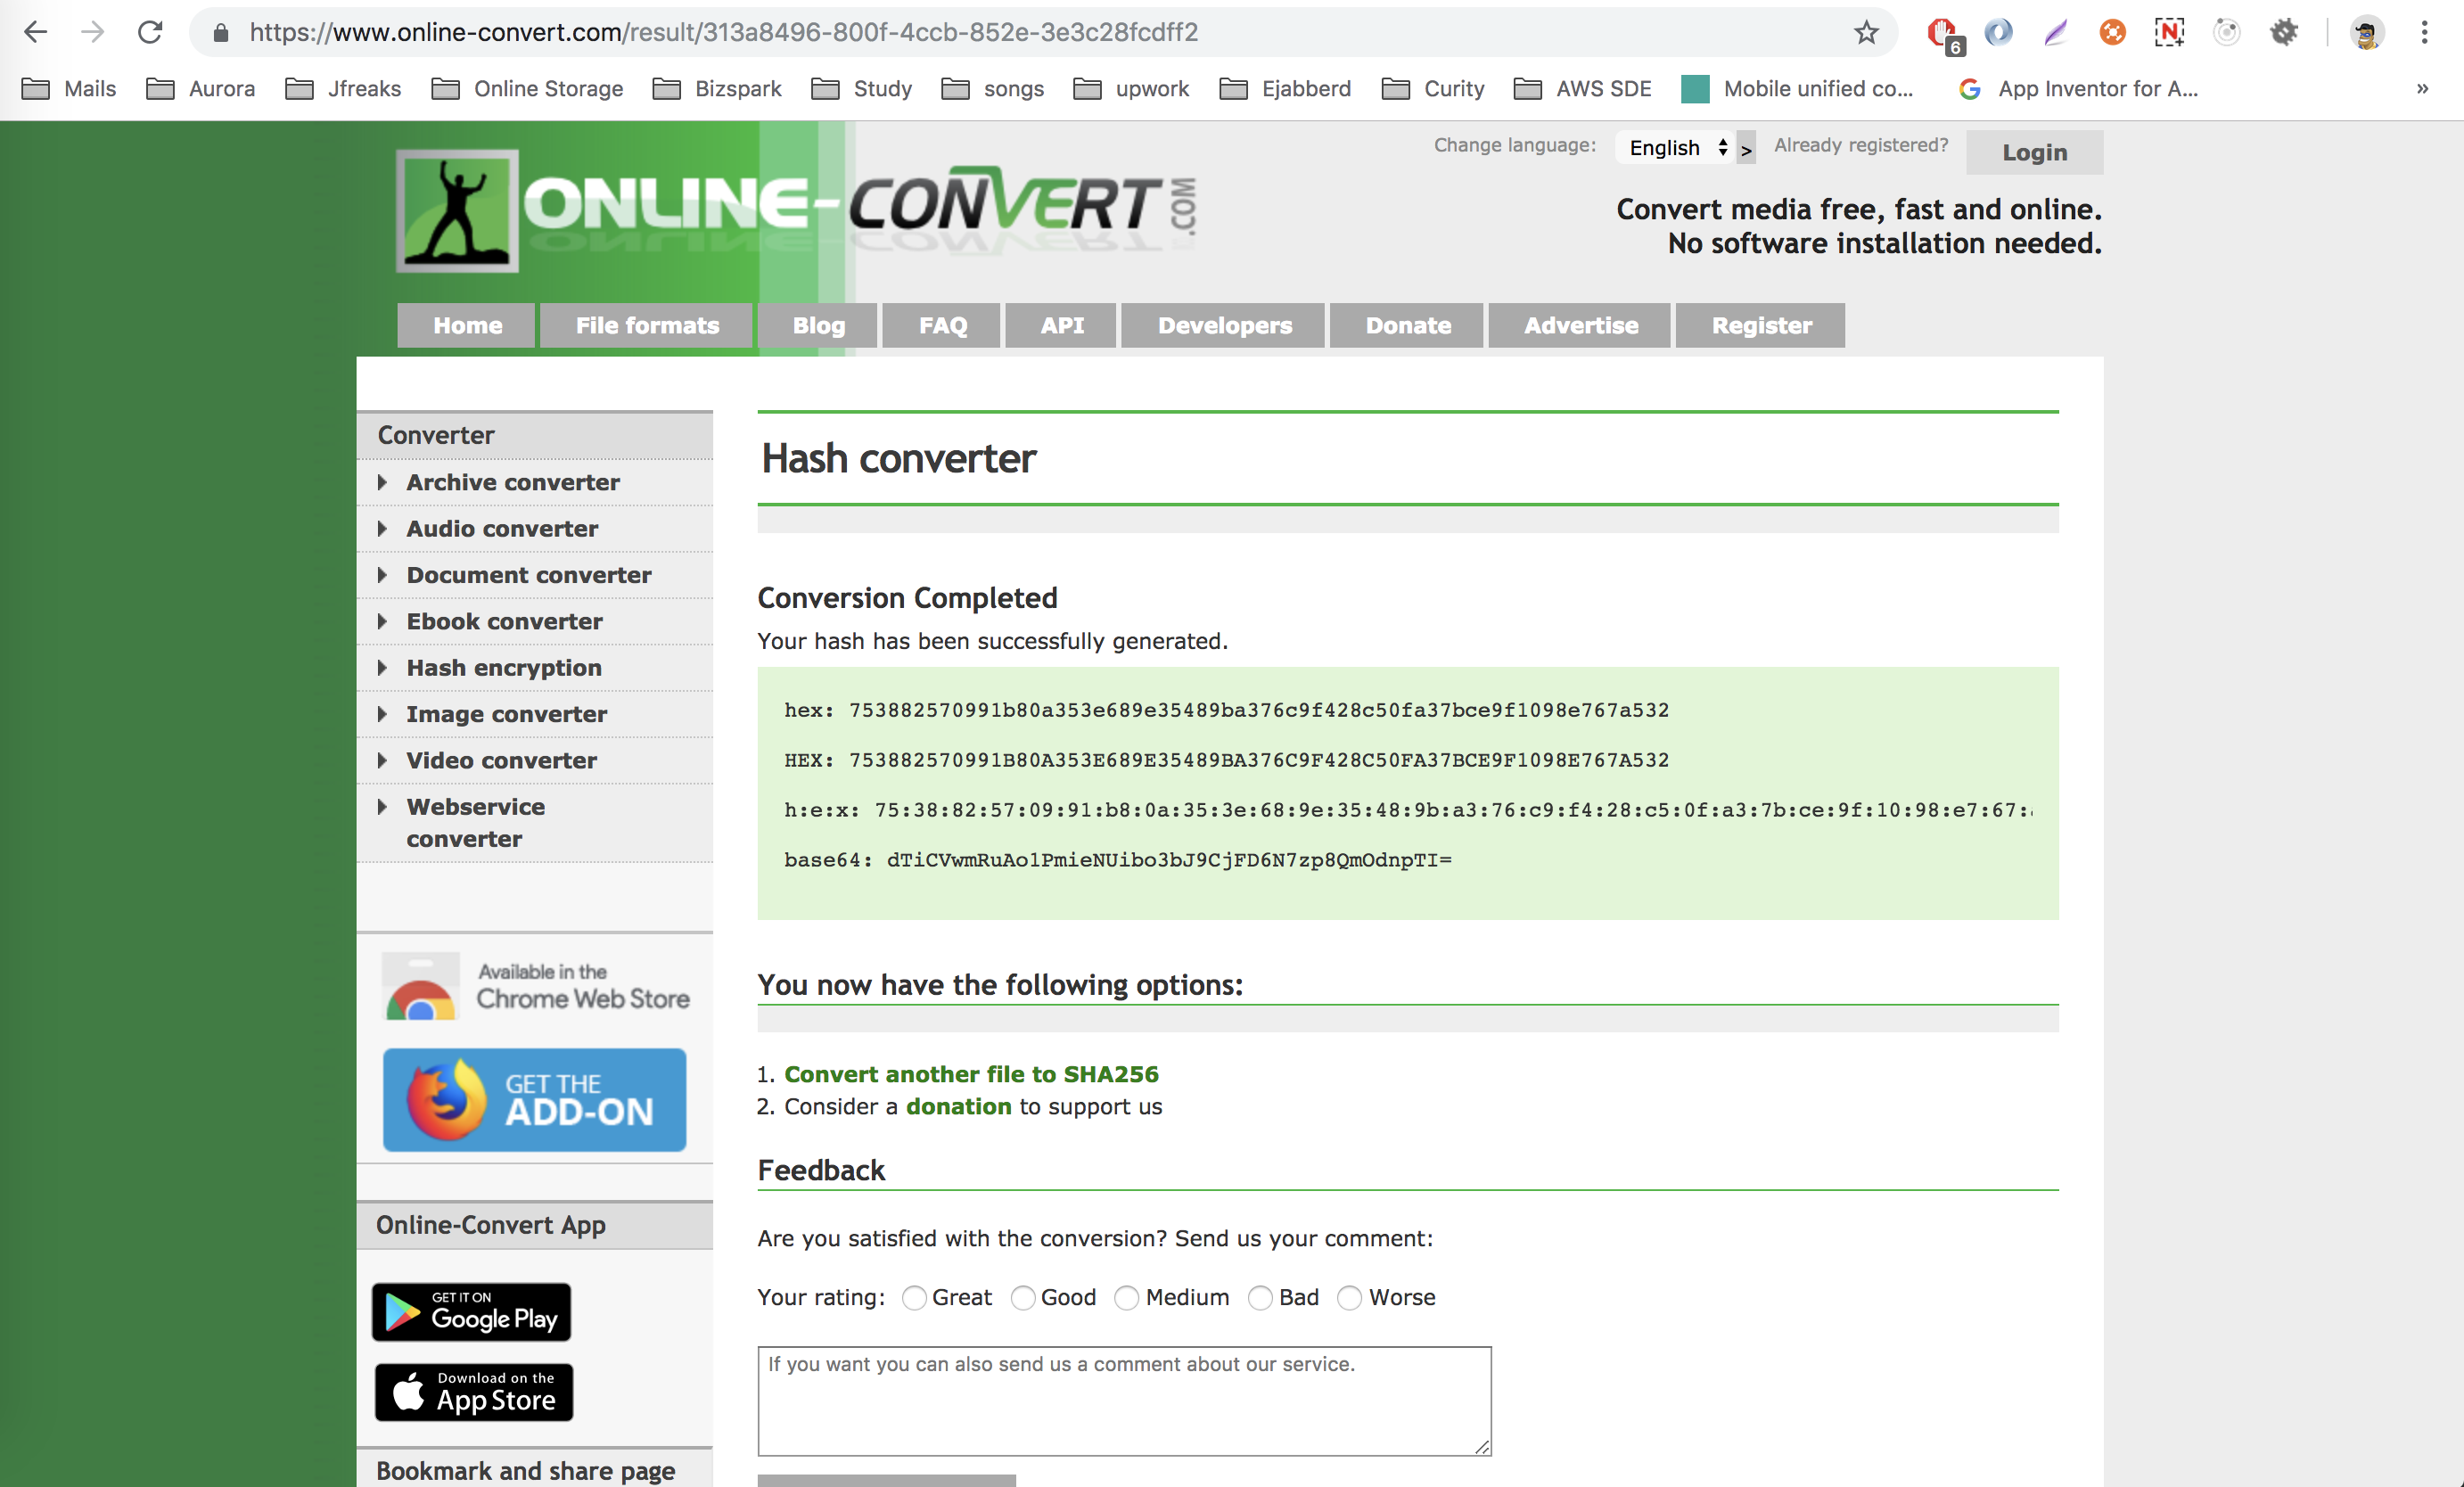 https://www.online-convert.com/result/313a8496-800f-4ccb-852e-3e3c28fcdff2
6
Mails Aurora Jfreaks Online Storage Bizspark Study songs upwork Ejabberd Curity AWS SDE Mobile unified co... App Inventor for A... »
Change language: English > Already registered? Login
ONLINE-CONVERT.COM
Convert media free, fast and online.
No software installation needed.
Home File formats Blog FAQ API Developers Donate Advertise Register
Converter
Archive converter
Audio converter
Document converter
Ebook converter
Hash encryption
Image converter
Video converter
Webservice
converter
Available in the
Chrome Web Store
GET THE
ADD-ON
Online-Convert App
GET IT ON
Google Play
Download on the
App Store
Bookmark and share page
Hash converter
Conversion Completed
Your hash has been successfully generated.
hex: 753882570991b80a353e689e35489ba376c9f428c50fa37bce9f1098e767a532
HEX: 753882570991B80A353E689E35489BA376C9F428C50FA37BCE9F1098E767A532
h:e:x: 75:38:82:57:09:91:b8:0a:35:3e:68:9e:35:48:9b:a3:76:c9:f4:28:c5:0f:a3:7b:ce:9f:10:98:e7:67:
base64: dTiCVwmRuAo1PmieNUibo3bJ9CjFD6N7zp8QmOdnpTI=
You now have the following options:
1. Convert another file to SHA256
2. Consider a donation to support us
Feedback
Are you satisfied with the conversion? Send us your comment:
Your rating: Great Good Medium Bad Worse
If you want you can also send us a comment about our service.